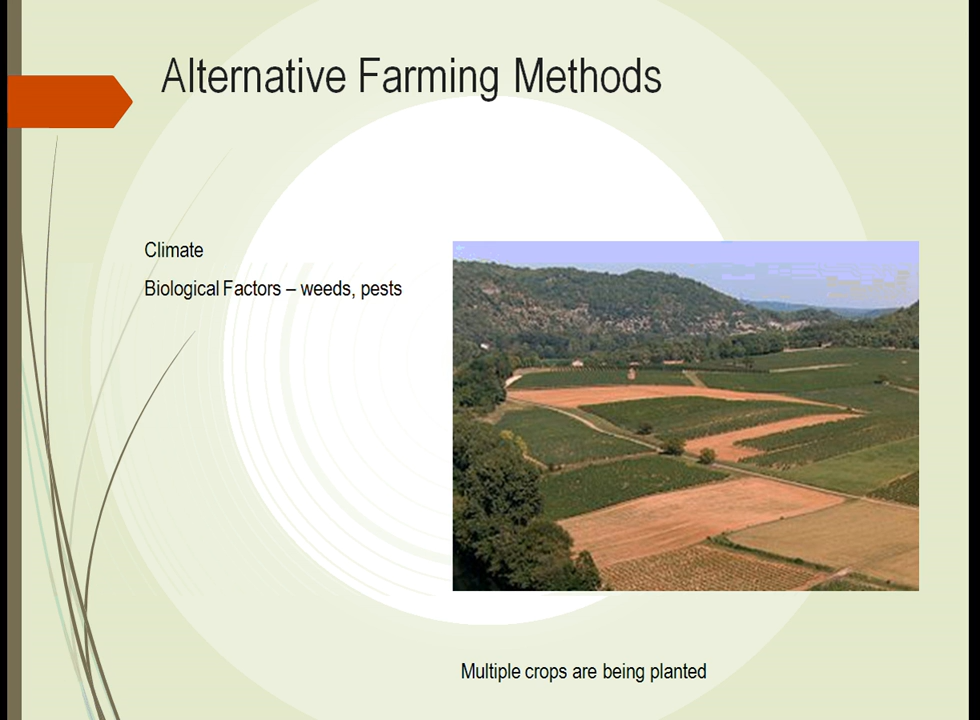 Alternative Farming Methods
Climate
Biological Factors – weeds, pests
Multiple crops are being planted